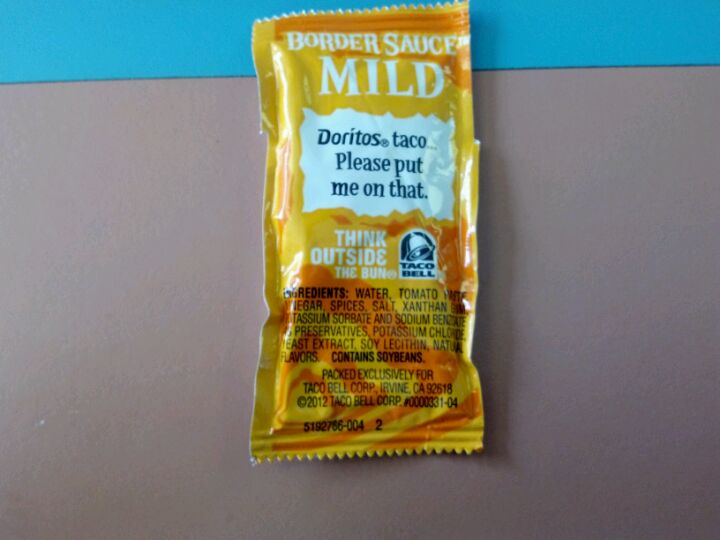 BORDER SAUCE
MILD
Doritos® taco...
Please put
me on that.
THINK
OUTSIDE
THE BUN®
TACO
BELL
INGREDIENTS: WATER, TOMATO PASTE,
VINEGAR, SPICES, SALT, XANTHAN GUM,
POTASSIUM SORBATE AND SODIUM BENZOATE
AS PRESERVATIVES, POTASSIUM CHLORIDE,
YEAST EXTRACT, SOY LECITHIN, NATURAL
FLAVORS. CONTAINS SOYBEANS.
PACKED EXCLUSIVELY FOR
TACO BELL CORP., IRVINE, CA 92618
©2012 TACO BELL CORP. #0000331-04
5192766-004 2